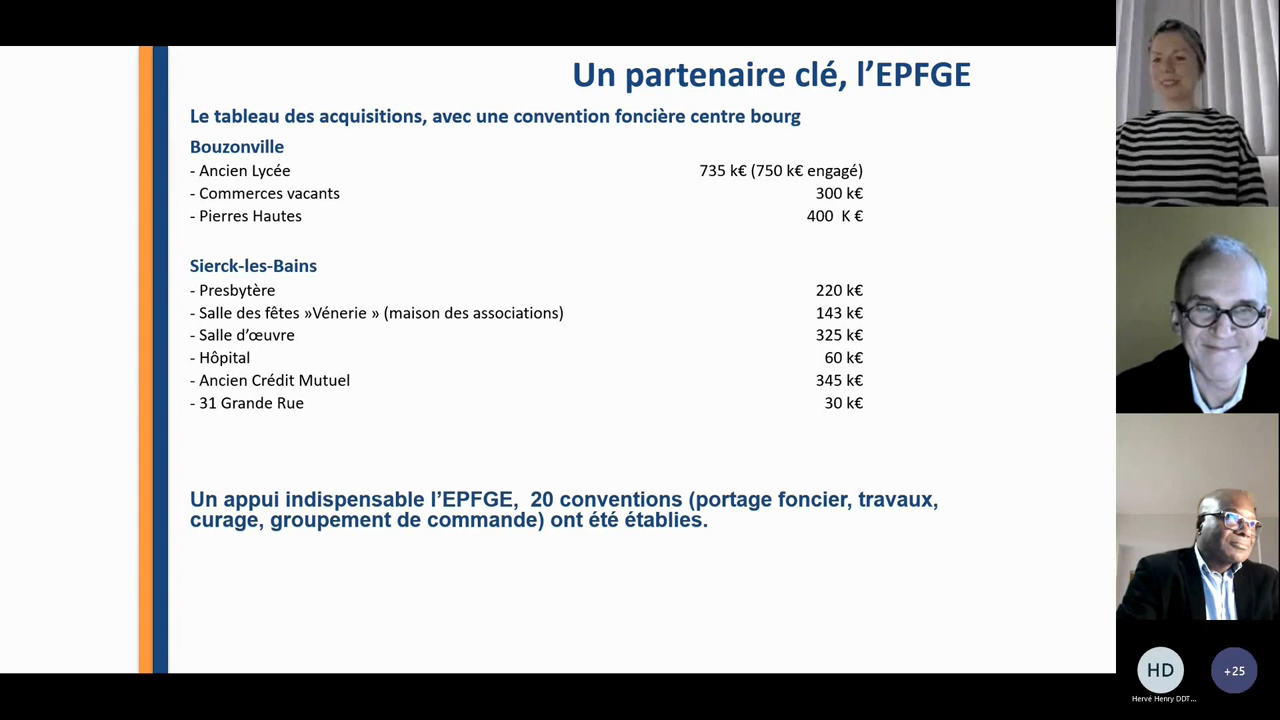 Un partenaire clé, l’EPFGE
Le tableau des acquisitions, avec une convention foncière centre bourg
Bouzonville
- Ancien Lycée 735 k€ (750 k€ engagé)
- Commerces vacants 300 k€
- Pierres Hautes 400 K €
Sierck-les-Bains
- Presbytère 220 k€
- Salle des fêtes »Vénerie » (maison des associations) 143 k€
- Salle d’œuvre 325 k€
- Hôpital 60 k€
- Ancien Crédit Mutuel 345 k€
- 31 Grande Rue 30 k€
Un appui indispensable l’EPFGE, 20 conventions (portage foncier, travaux,
curage, groupement de commande) ont été établies.
HD
+25
Hervé Henry DDT...